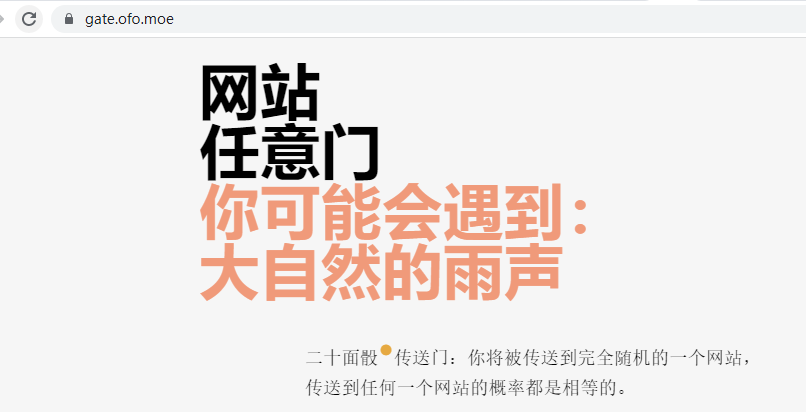 gate.ofo.moe
网站
任意门
你可能会遇到：
大自然的雨声
二十面骰 传送门：你将被传送到完全随机的一个网站，
传送到任何一个网站的概率都是相等的。